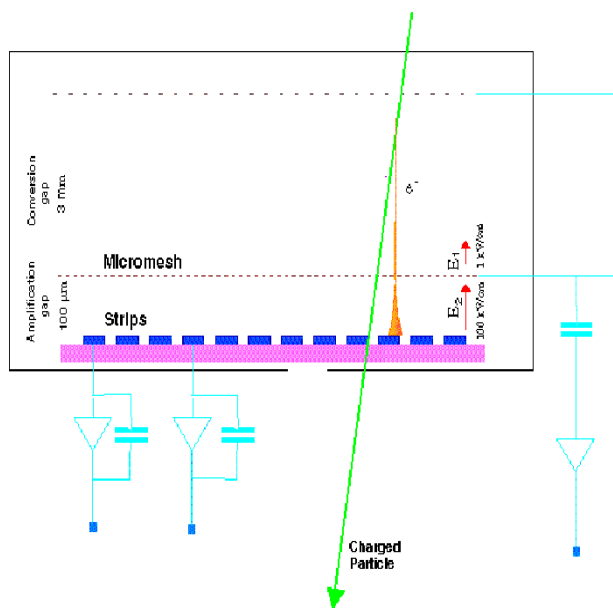 Conversion
gap
3 mm
e-
Micromesh
E1
1 kV/cm
Amplification
gap
100 µm
Strips
E2
100 kV/cm
Charged
Particle